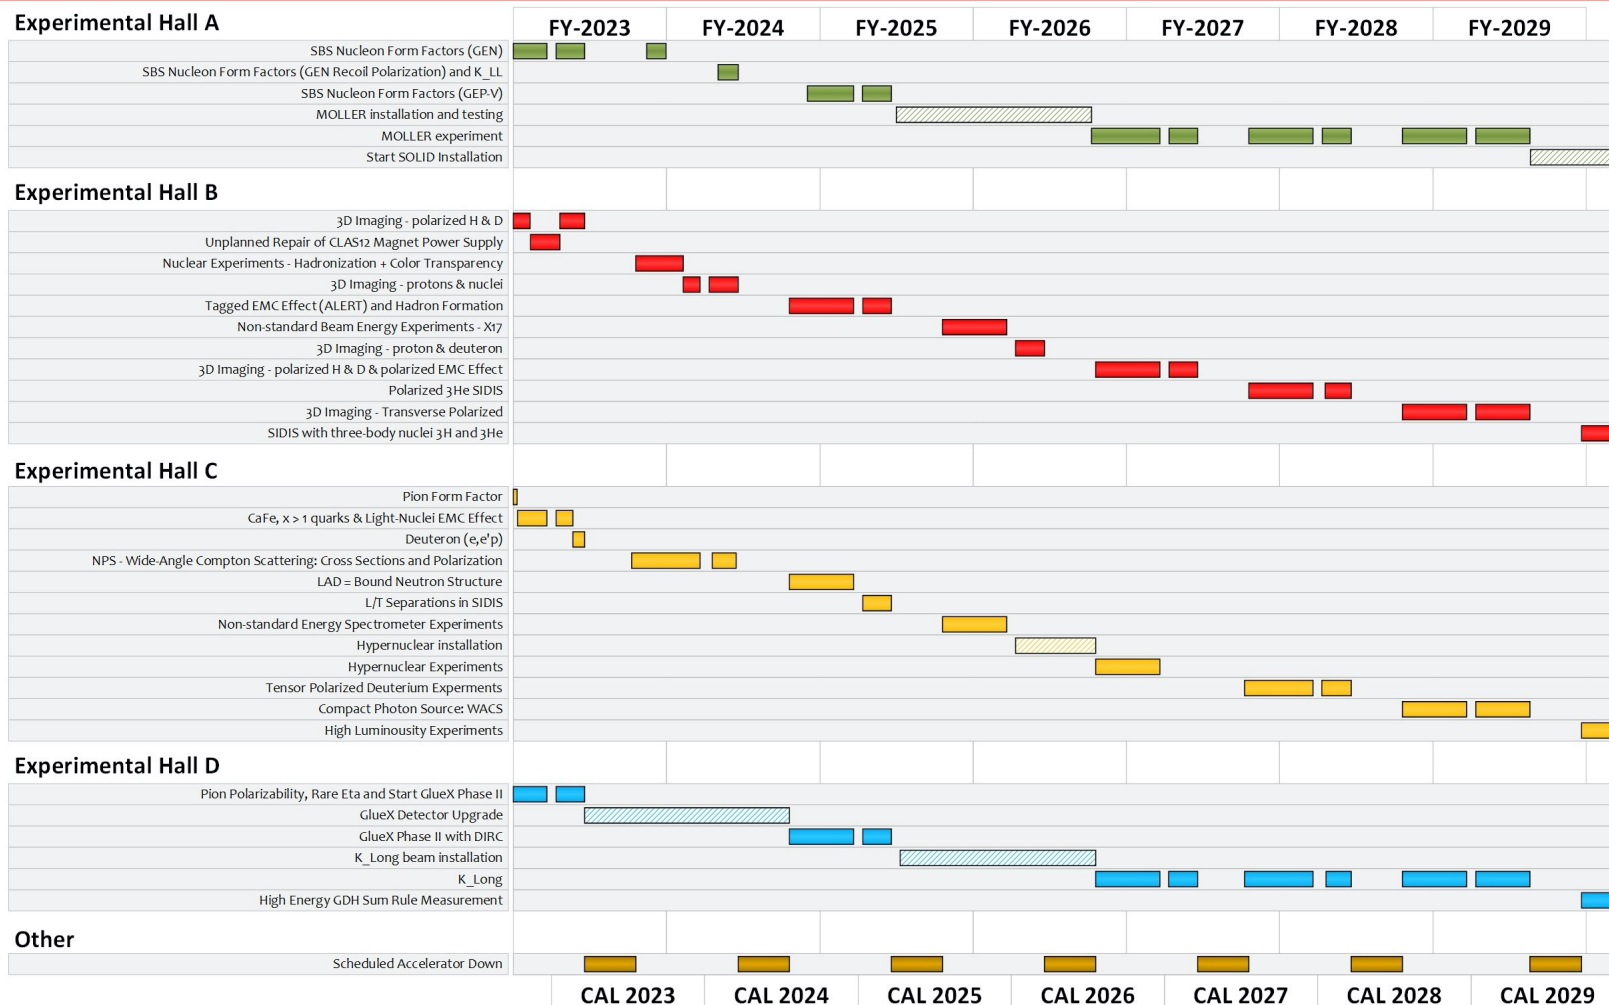 Experimental Hall A
FY-2023 FY-2024 FY-2025 FY-2026 FY-2027 FY-2028 FY-2029
SBS Nucleon Form Factors (GEN)
SBS Nucleon Form Factors (GEN Recoil Polarization) and K_LL
SBS Nucleon Form Factors (GEP-V)
MOLLER installation and testing
MOLLER experiment
Start SOLID Installation
Experimental Hall B
3D Imaging - polarized H & D
Unplanned Repair of CLAS12 Magnet Power Supply
Nuclear Experiments - Hadronization + Color Transparency
3D Imaging - protons & nuclei
Tagged EMC Effect (ALERT) and Hadron Formation
Non-standard Beam Energy Experiments - X17
3D Imaging - proton & deuteron
3D Imaging - polarized H & D & polarized EMC Effect
Polarized 3He SIDIS
3D Imaging - Transverse Polarized
SIDIS with three-body nuclei 3H and 3He
Experimental Hall C
Pion Form Factor
CaFe, x > 1 quarks & Light-Nuclei EMC Effect
Deuteron (e,e'p)
NPS - Wide-Angle Compton Scattering: Cross Sections and Polarization
LAD = Bound Neutron Structure
L/T Separations in SIDIS
Non-standard Energy Spectrometer Experiments
Hypernuclear installation
Hypernuclear Experiments
Tensor Polarized Deuterium Experments
Compact Photon Source: WACS
High Luminousity Experiments
Experimental Hall D
Pion Polarizability, Rare Eta and Start GlueX Phase II
GlueX Detector Upgrade
GlueX Phase II with DIRC
K_Long beam installation
K_Long
High Energy GDH Sum Rule Measurement
Other
Scheduled Accelerator Down
CAL 2023 CAL 2024 CAL 2025 CAL 2026 CAL 2027 CAL 2028 CAL 2029